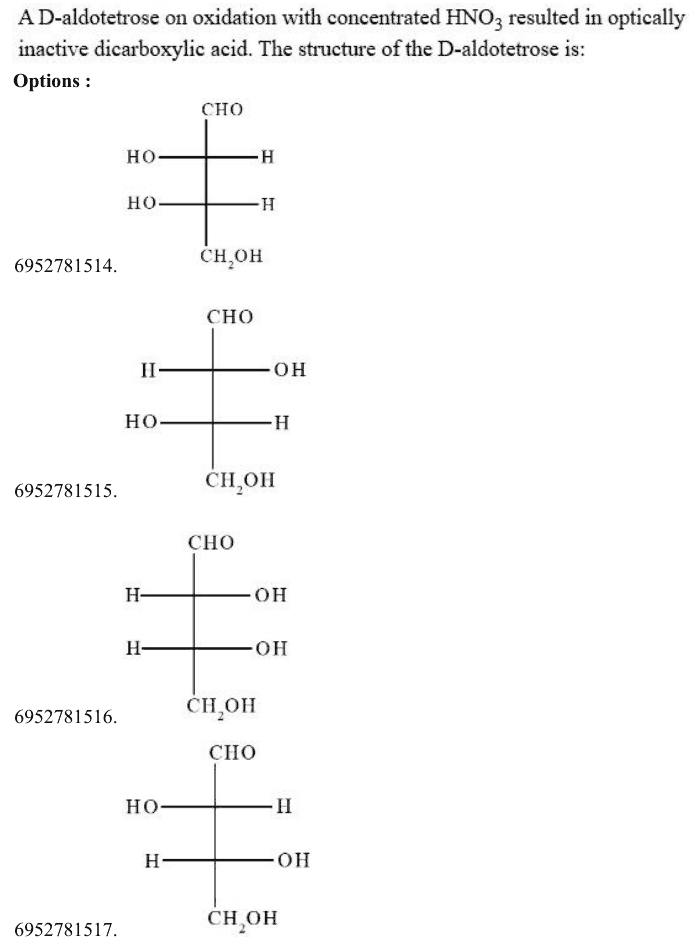 A D-aldotetrose on oxidation with concentrated HNO₃ resulted in optically
inactive dicarboxylic acid. The structure of the D-aldotetrose is:
Options :
CHO
HO H
HO H
CH₂OH
6952781514.
CHO
H OH
HO H
CH₂OH
6952781515.
CHO
H OH
H OH
CH₂OH
6952781516.
CHO
HO H
H OH
CH₂OH
6952781517.